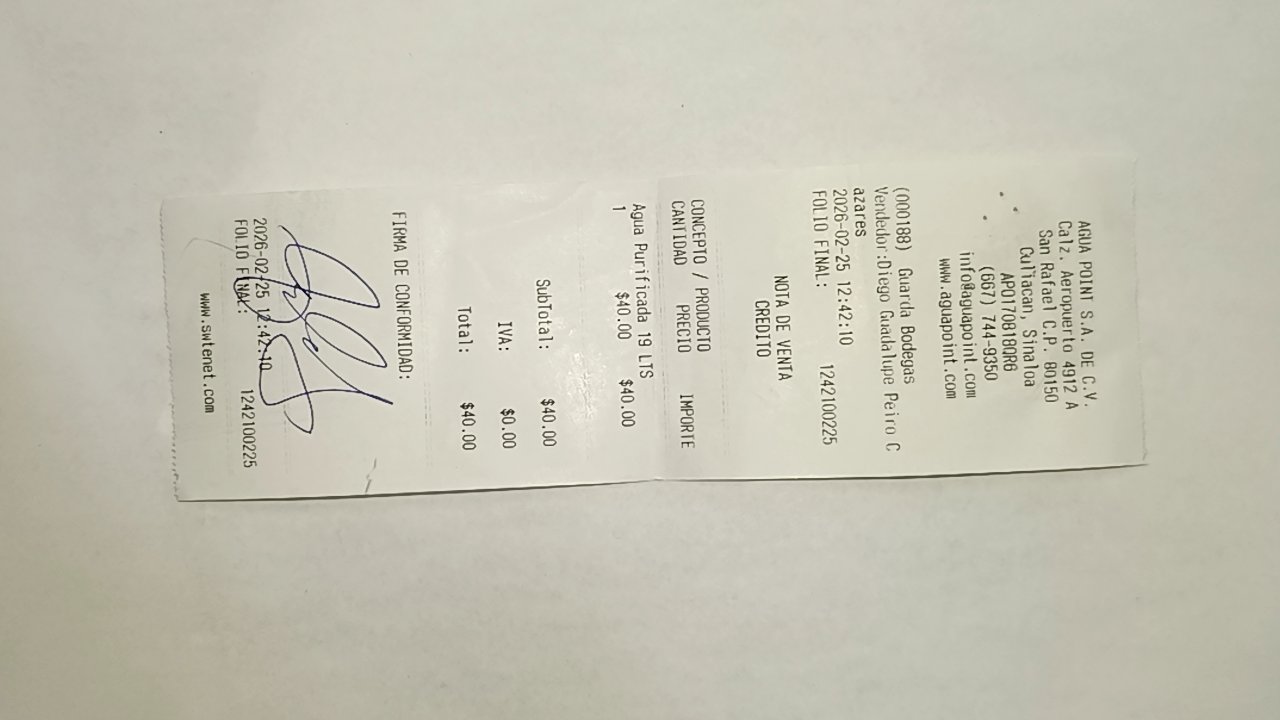 AGUA POINT S.A. DE C.V.
Calz. Aeropuerto 4912 A
San Rafael C.P. 80150
Culiacan, Sinaloa
APO170818QR6
(667) 744-9350
info@aguapoint.com
www.aguapoint.com
(000188) Guarda Bodegas
Vendedor:Diego Guadalupe Peiro C
azares
2026-02-25 12:42:10
FOLIO FINAL: 1242100225
NOTA DE VENTA
CREDITO
CONCEPTO / PRODUCTO
CANTIDAD PRECIO IMPORTE
Agua Purificada 19 LTS
1 $40.00 $40.00
SubTotal: $40.00
IVA: $0.00
Total: $40.00
FIRMA DE CONFORMIDAD:
2026-02-25 12:42:10
FOLIO FINAL: 1242100225
www.swtenet.com